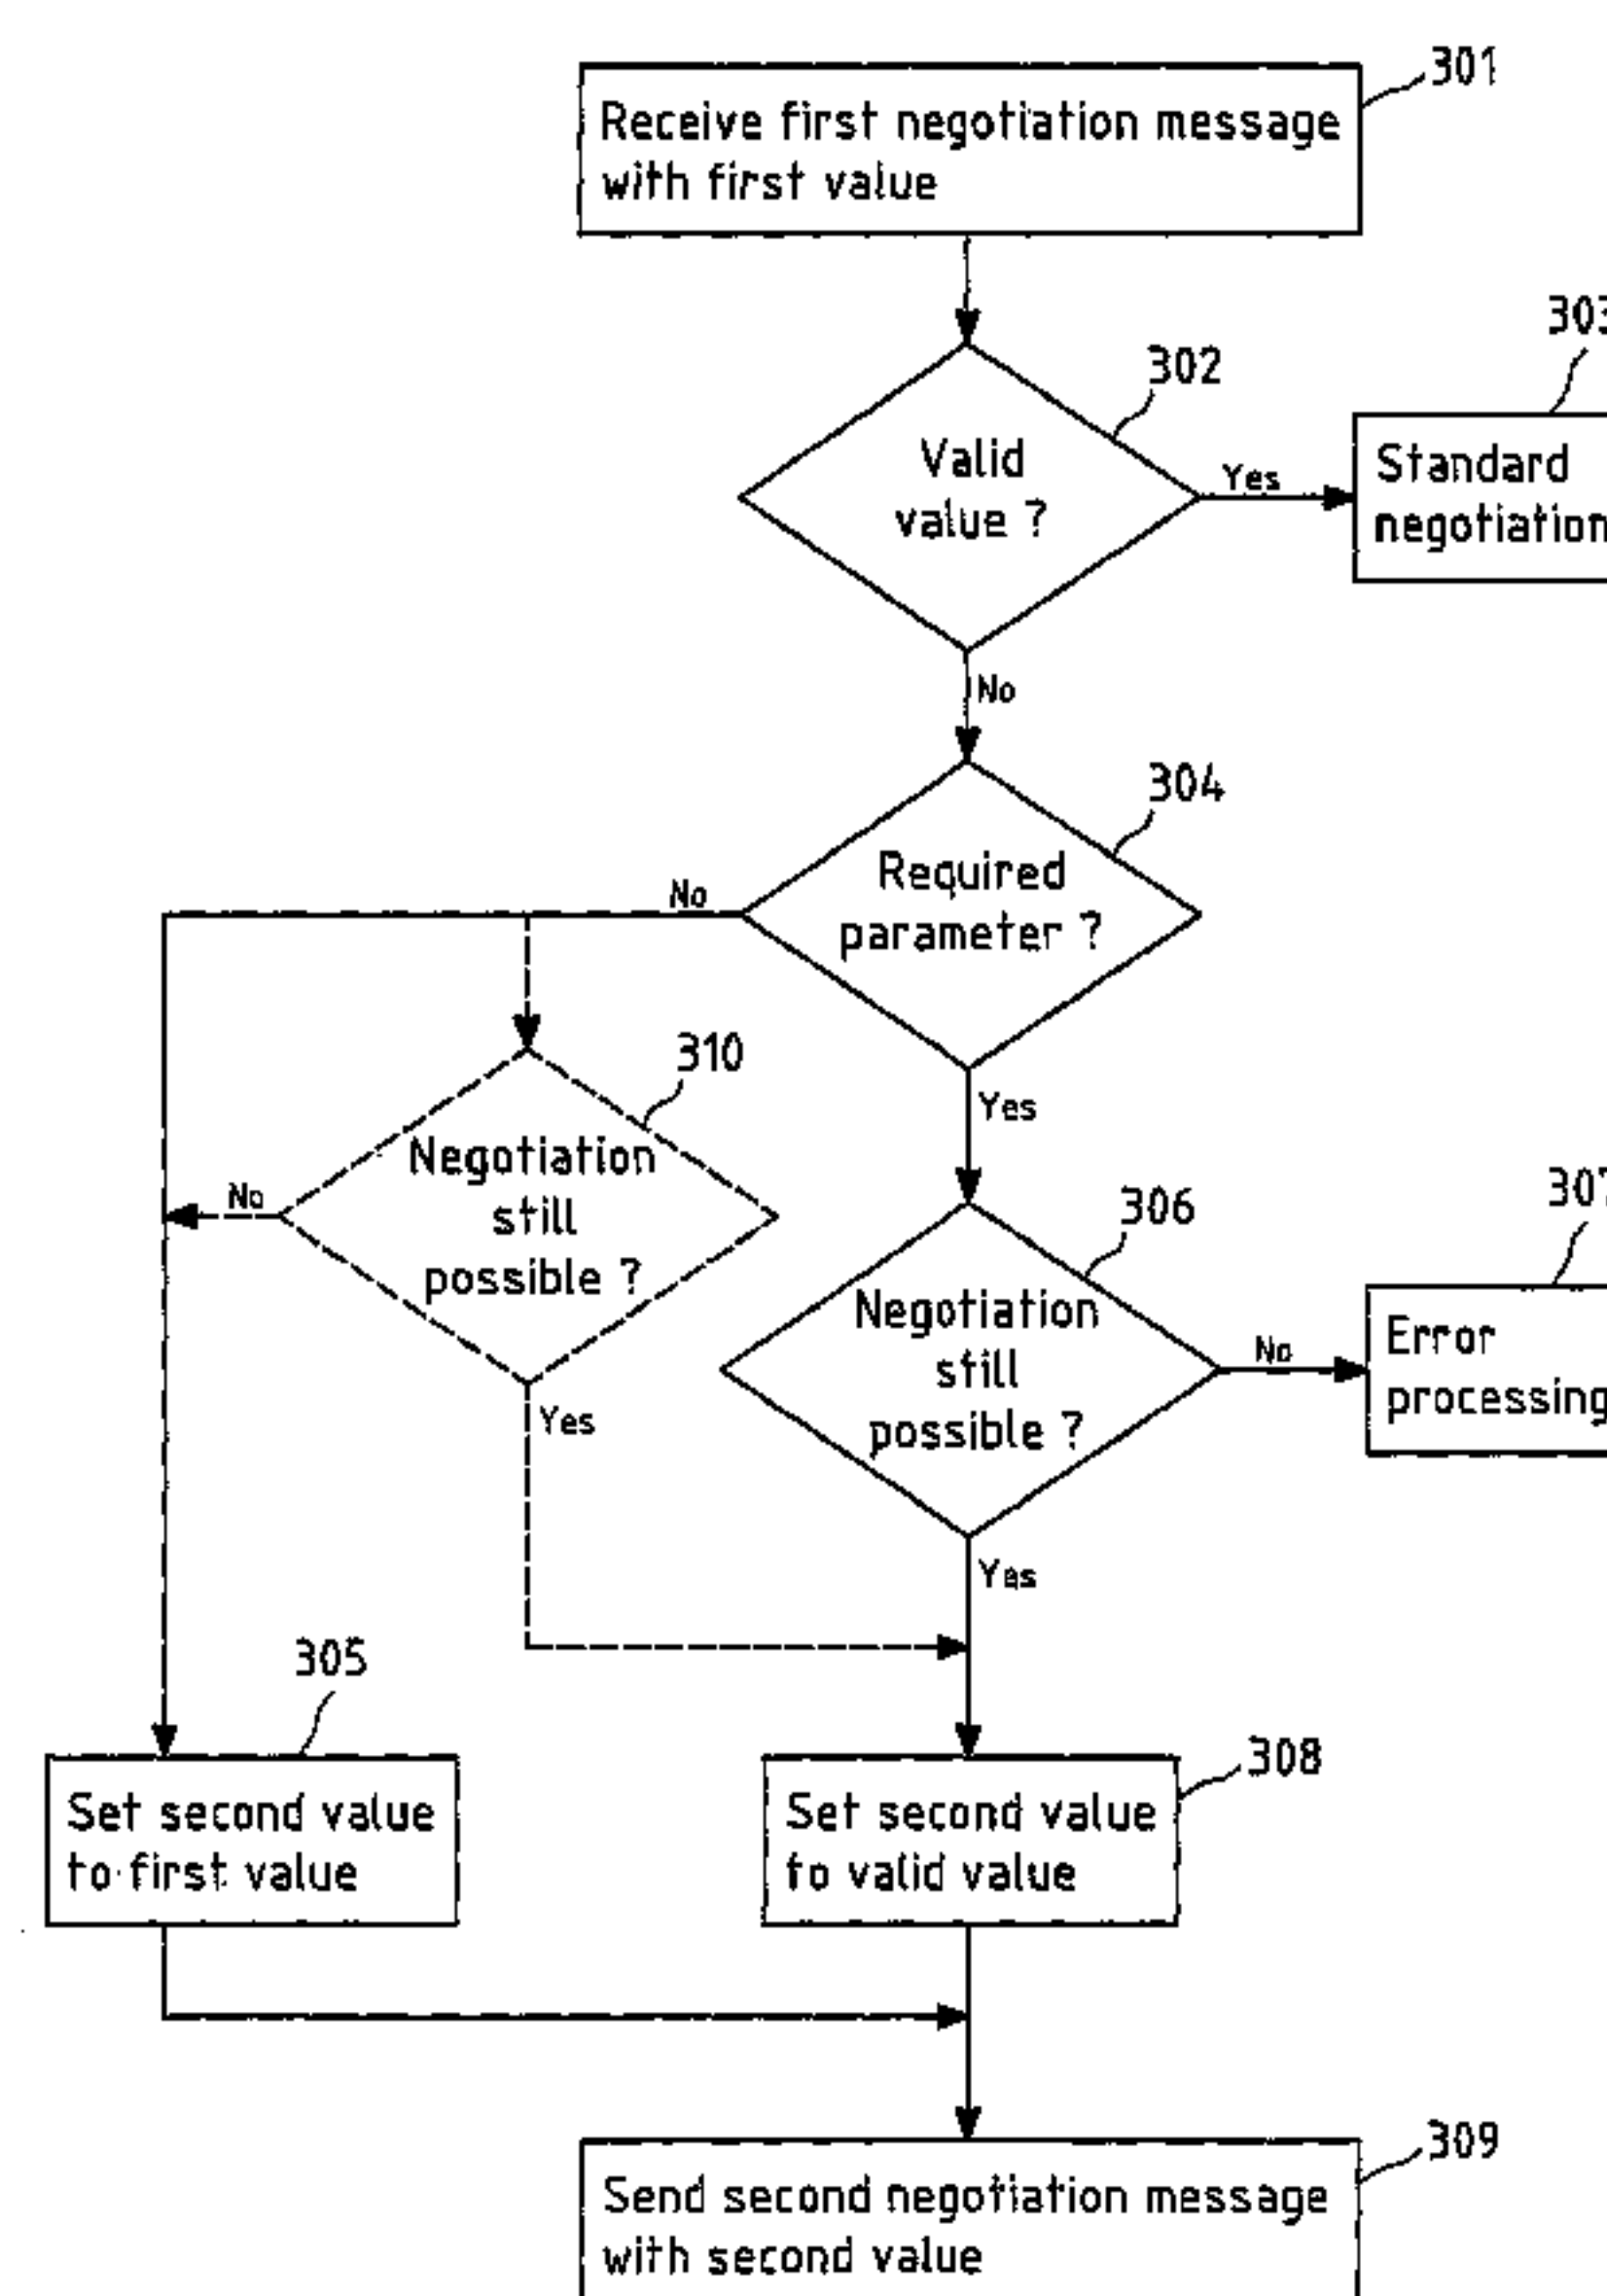 301
Receive first negotiation message
with first value
303
302
Valid
value ?
Yes
Standard
negotiation
No
304
Required
parameter ?
No
310
Yes
Negotiation
still
possible ?
No
306
307
Negotiation
still
possible ?
No
Error
processing
Yes
Yes
305
308
Set second value
to first value
Set second value
to valid value
309
Send second negotiation message
with second value